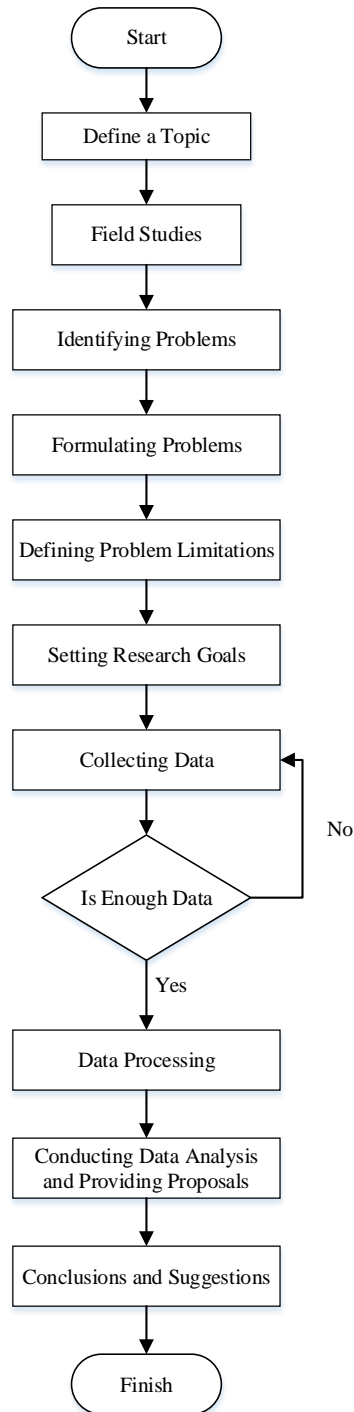 Start
Define a Topic
Field Studies
Identifying Problems
Formulating Problems
Defining Problem Limitations
Setting Research Goals
Collecting Data
No
Is Enough Data
Yes
Data Processing
Conducting Data Analysis
and Providing Proposals
Conclusions and Suggestions
Finish